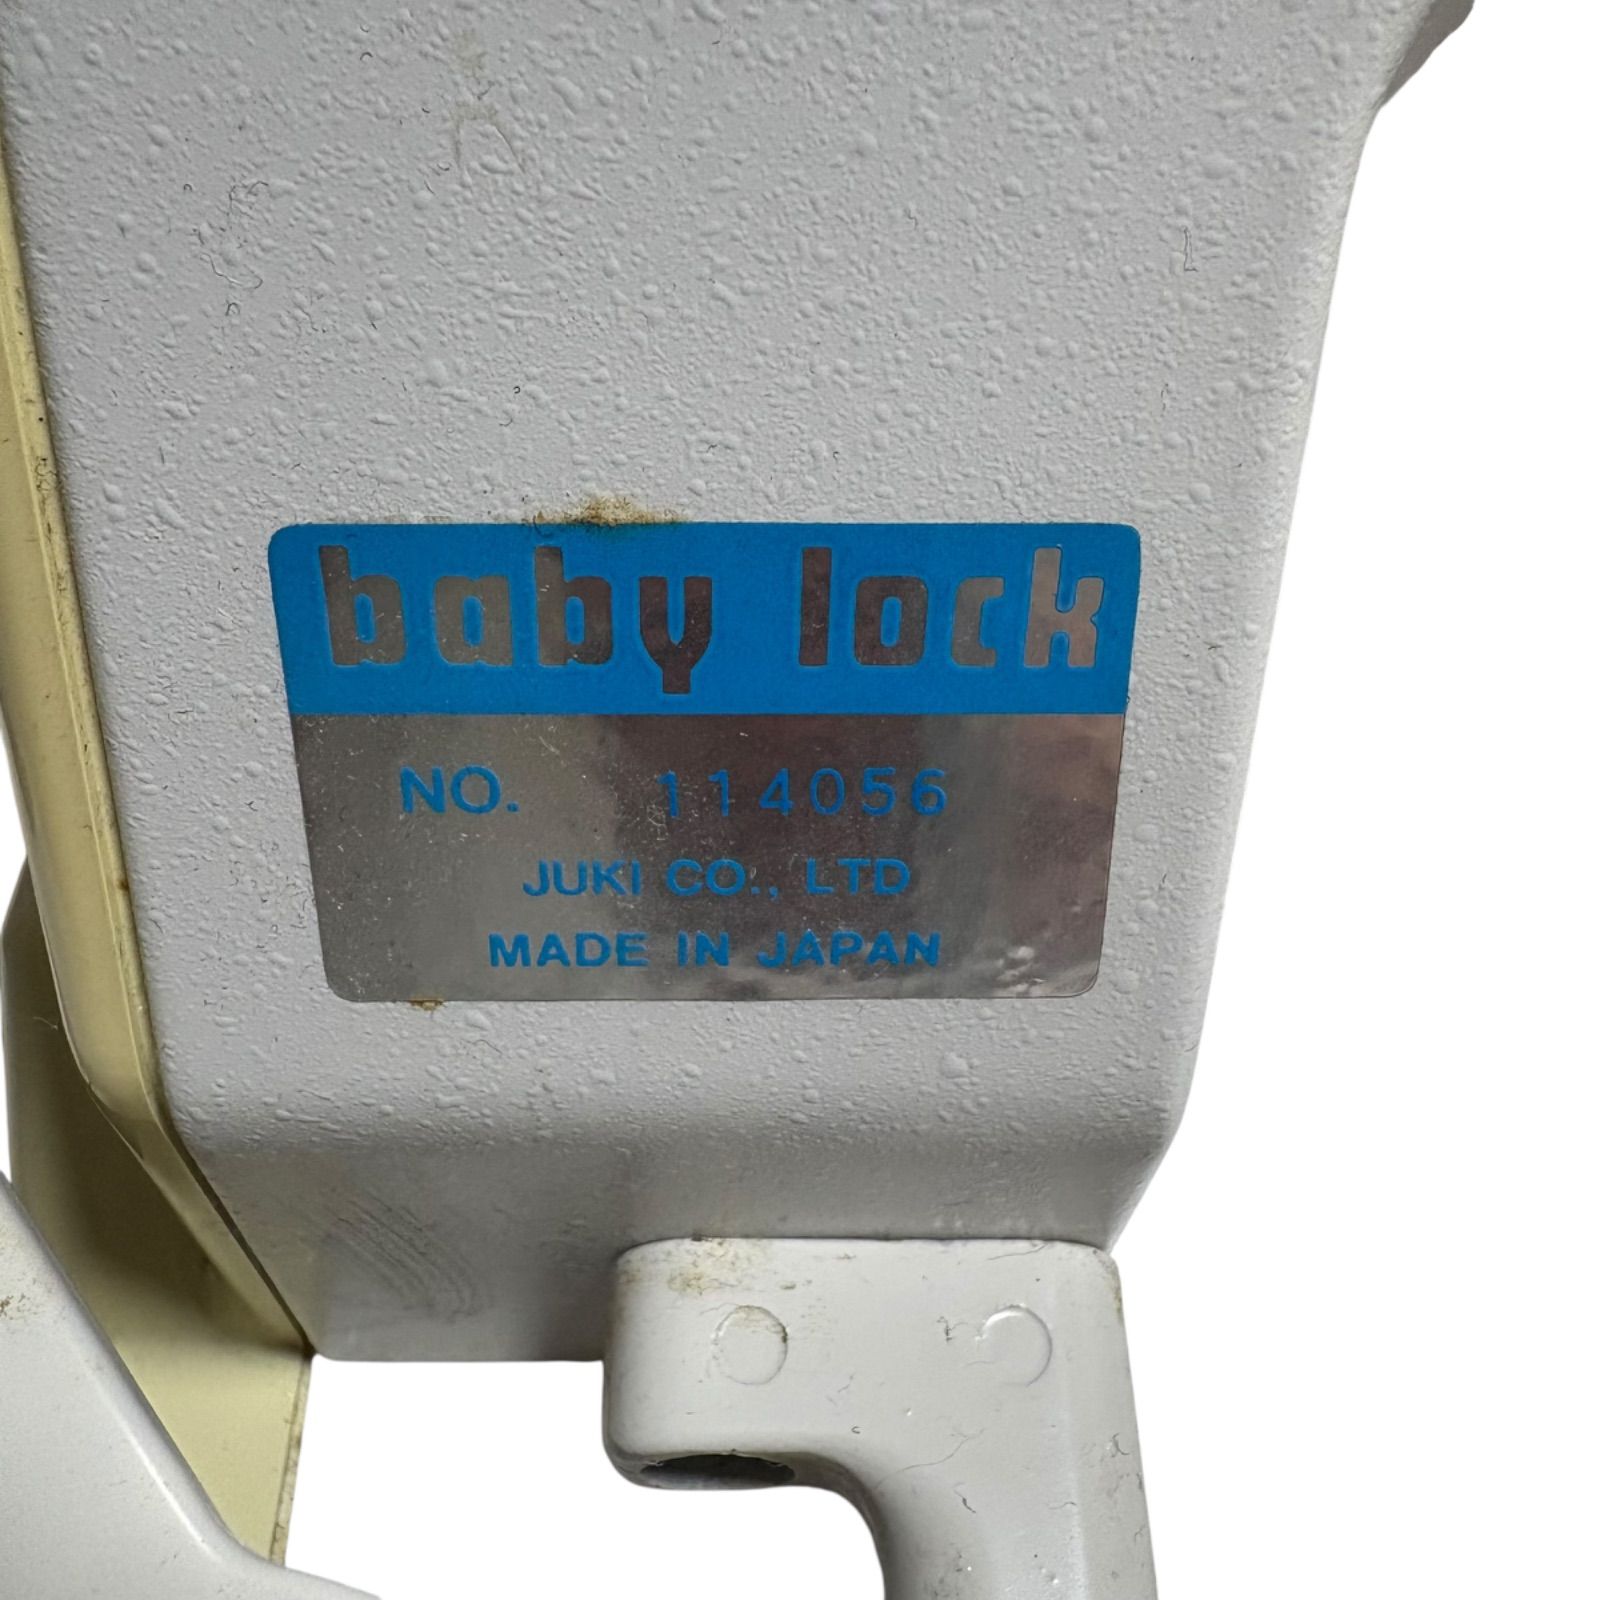 baby lock
NO. 114056
JUKI CO., LTD
MADE IN JAPAN